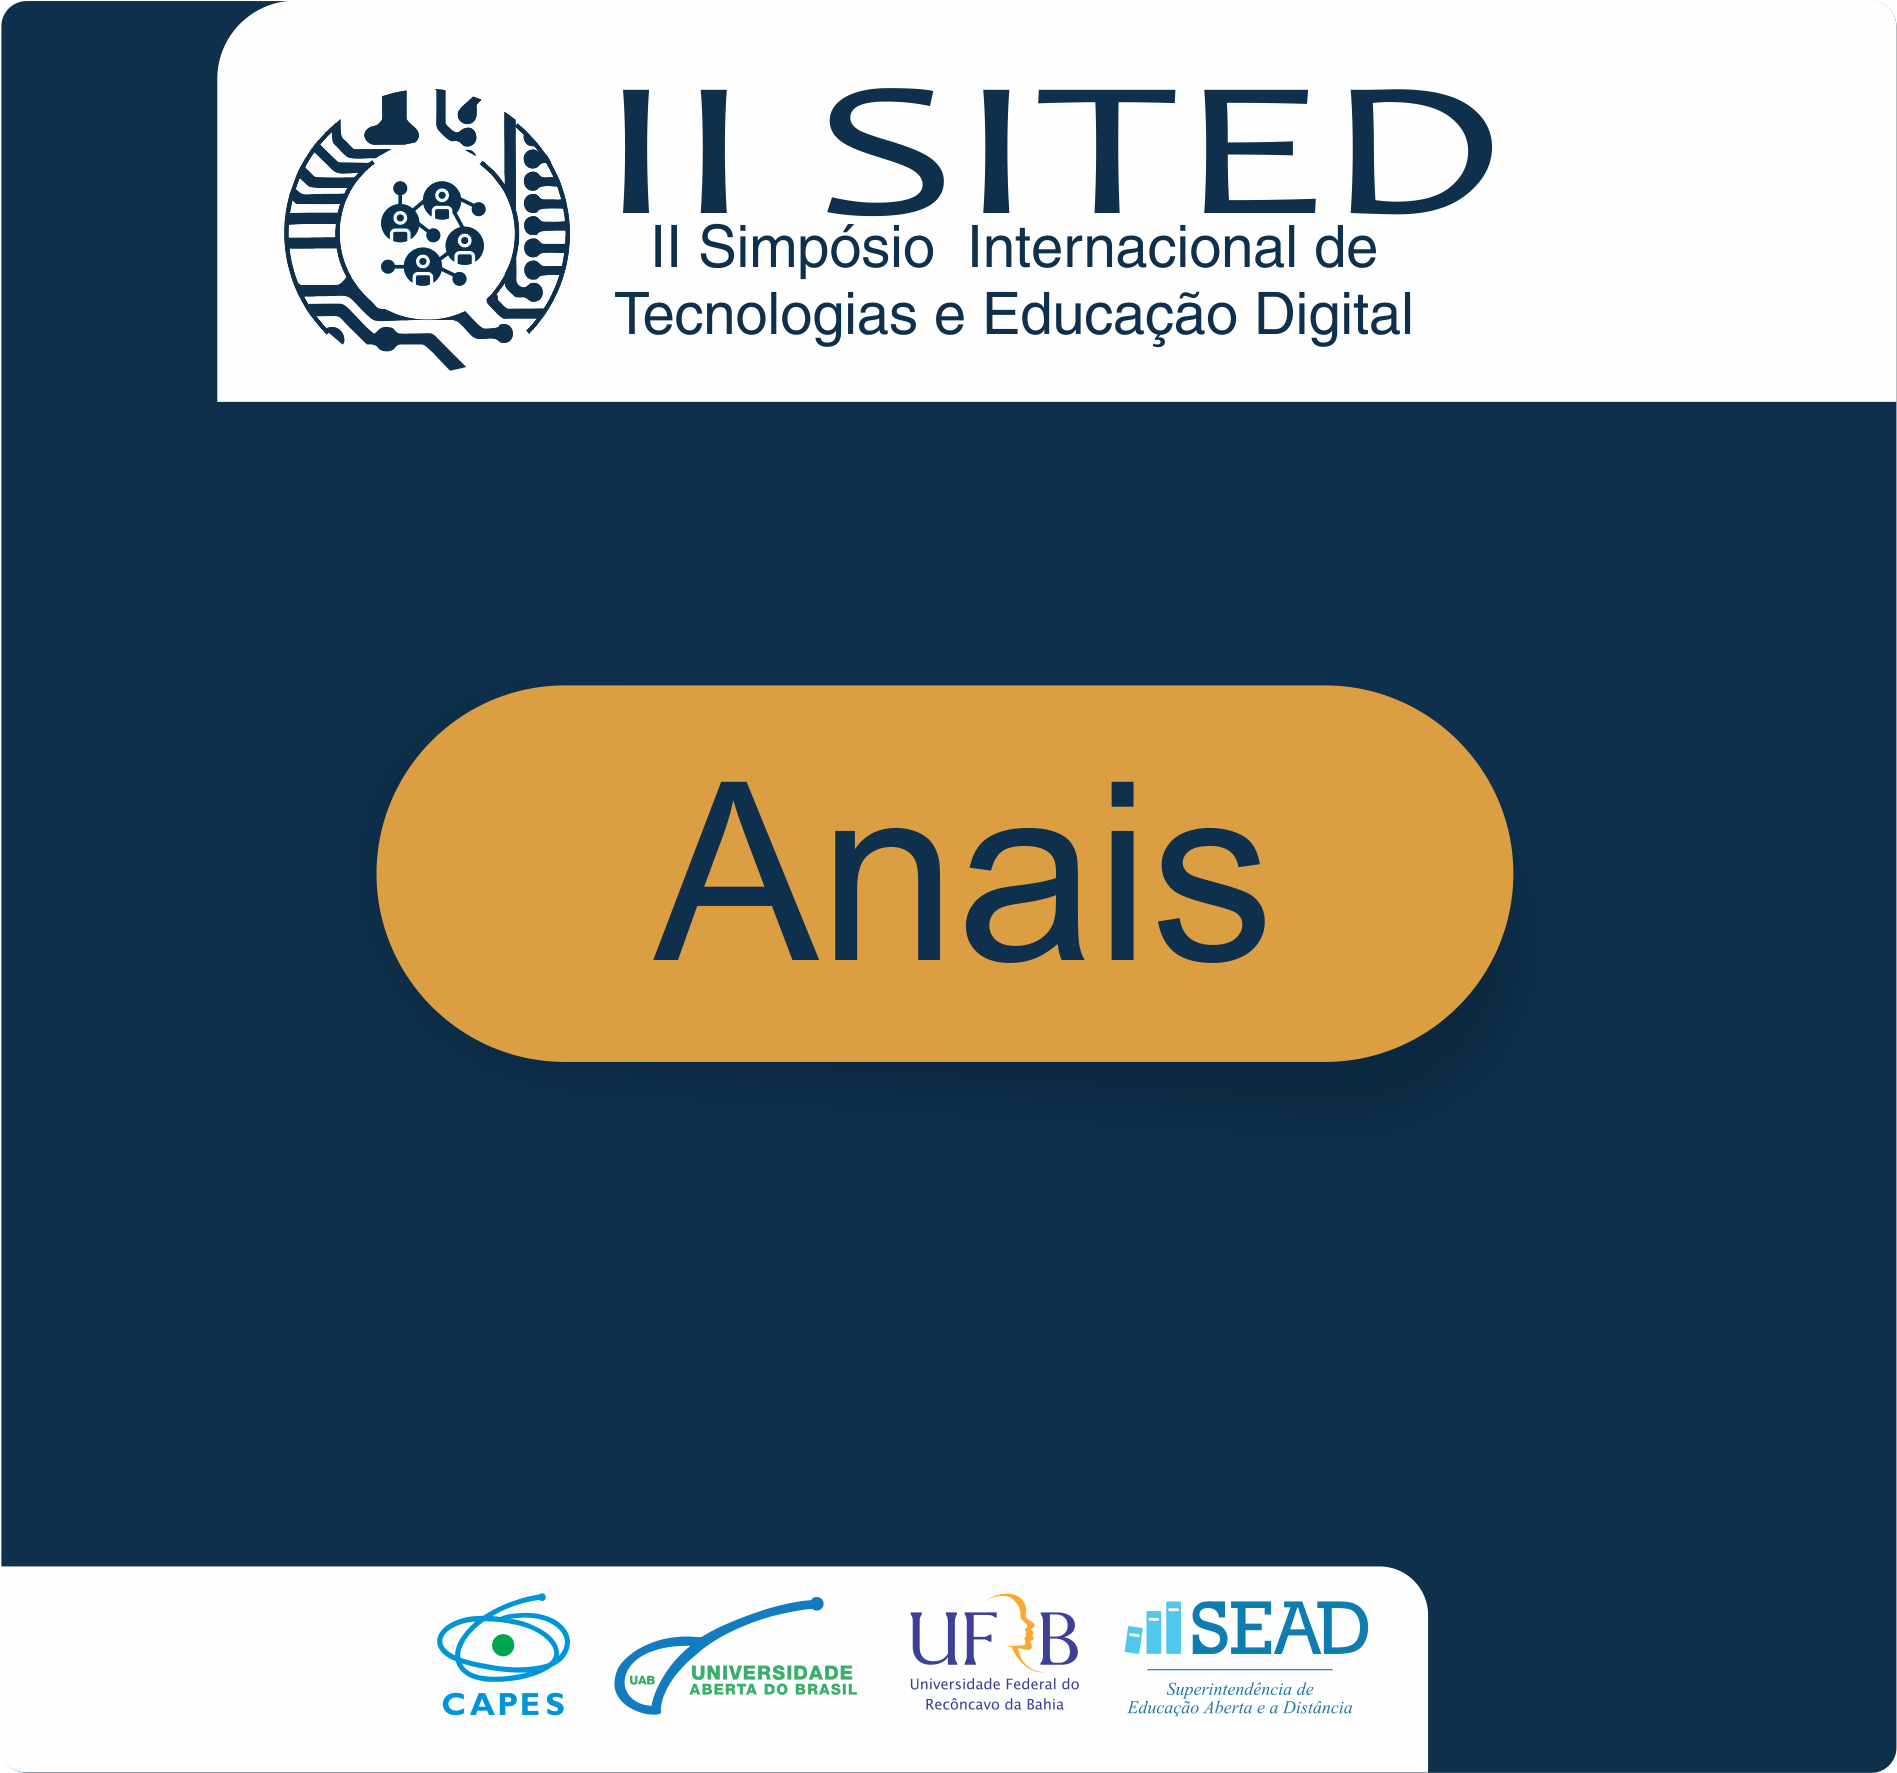 II SITED
II Simpósio Internacional de
Tecnologias e Educação Digital
Anais
CAPES
UAB
UNIVERSIDADE
ABERTA DO BRASIL
UFRB
Universidade Federal do
Recôncavo da Bahia
SEAD
Superintendência de
Educação Aberta e a Distância